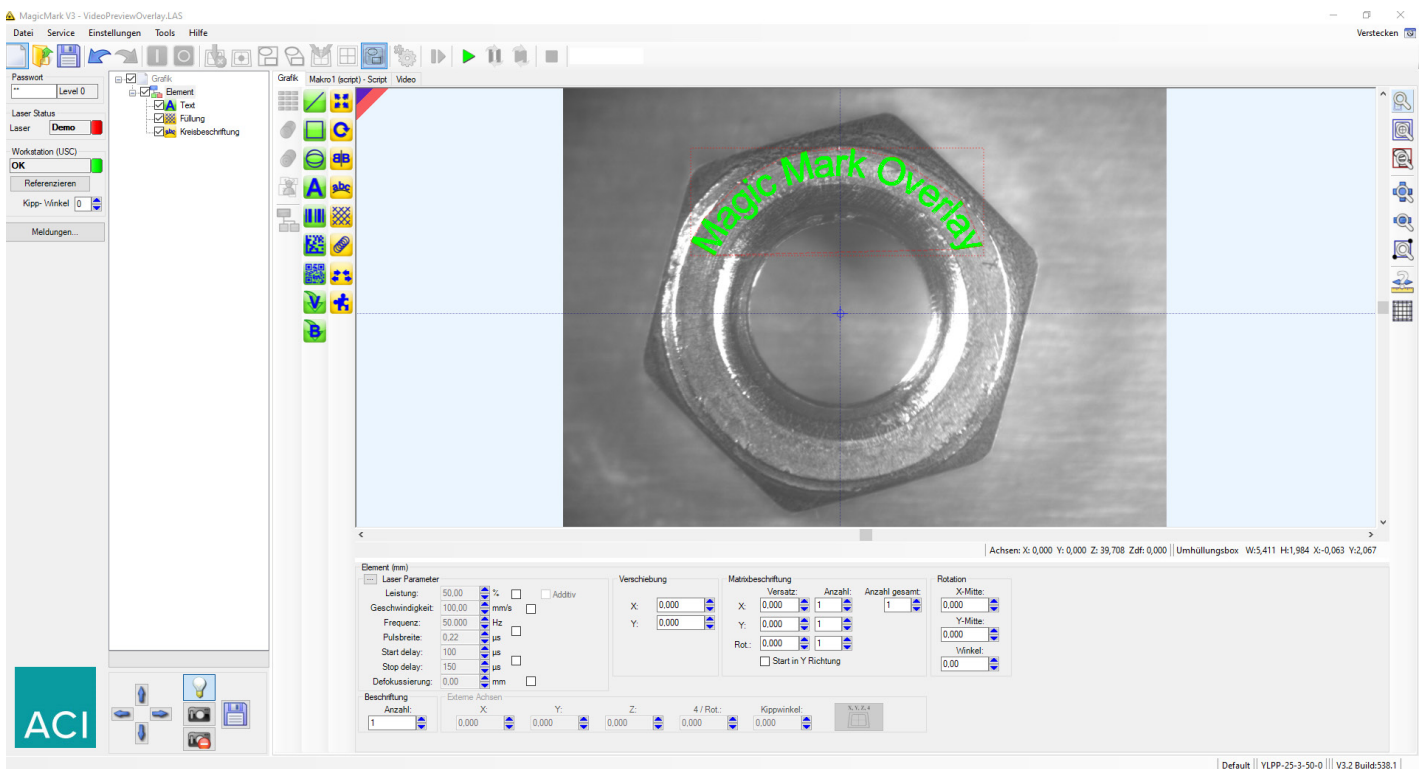 MagicMark V3 - VideoPreviewOverlay.LAS
Datei Service Einstellungen Tools Hilfe
Verstecken
Passwort
** Level 0
Laser Status
Laser Demo
Workstation (USC)
OK
Referenzieren
Kipp- Winkel 0
Meldungen...
Grafik
Element
A Text
Füllung
abc Kreisbeschriftung
Grafik Makro1 (script) - Script Video
B B
A abc
V
B
Magic Mark Overlay
Achsen: X: 0,000 Y: 0,000 Z: 39,708 Zdf: 0,000 Umhüllungsbox W:5,411 H:1,984 X:-0,063 Y:2,067
Element (mm)
... Laser Parameter
Leistung: 50,00 % Additiv
Geschwindigkeit: 100,00 mm/s
Frequenz: 50.000 Hz
Pulsbreite: 0,22 µs
Start delay: 100 µs
Stop delay: 150 µs
Defokussierung: 0,00 mm
Verschiebung
X: 0,000
Y: 0,000
Matrixbeschriftung
Versatz: Anzahl: Anzahl gesamt:
X: 0,000 1 1
Y: 0,000 1
Rot.: 0,000 1
Start in Y Richtung
Rotation
X-Mitte:
0,000
Y-Mitte:
0,000
Winkel:
0,00
Beschriftung
Anzahl:
1
Externe Achsen
X: Y: Z: 4 / Rot.: Kippwinkel:
0,000 0,000 0,000 0,000 0,000
X, Y, Z, 4
ACI
Default YLPP-25-3-50-0 V3.2 Build:538.1